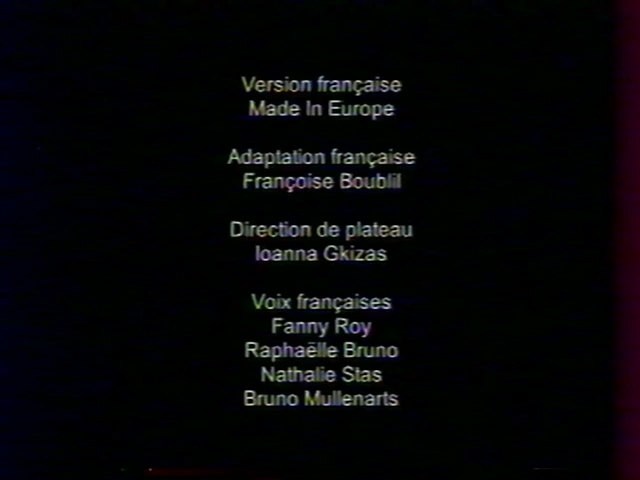 Version française
Made In Europe
Adaptation française
Françoise Boublil
Direction de plateau
Ioanna Gkizas
Voix françaises
Fanny Roy
Raphaëlle Bruno
Nathalie Stas
Bruno Mullenarts